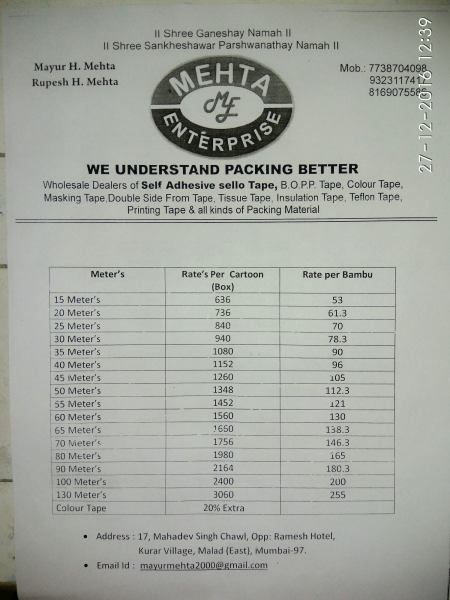 II Shree Ganeshay Namah II
II Shree Sankheshawar Parshwanathay Namah II
Mayur H. Mehta
Rupesh H. Mehta
Mob.: 7738704098
932311741
816907558
27-12-2016 12:39
MEHTA
ME
ENTERPRISE
WE UNDERSTAND PACKING BETTER
Wholesale Dealers of Self Adhesive sello Tape, B.O.P.P. Tape, Colour Tape,
Masking Tape,Double Side From Tape, Tissue Tape, Insulation Tape, Teflon Tape,
Printing Tape & all kinds of Packing Material
Meter's Rate's Per Cartoon (Box) Rate per Bambu
15 Meter's 636 53
20 Meter's 736 61.3
25 Meter's 840 70
30 Meter's 940 78.3
35 Meter's 1080 90
40 Meter's 1152 96
45 Meter's 1260 105
50 Meter's 1348 112.3
55 Meter's 1452 121
60 Meter's 1560 130
65 Meter's 1660 138.3
70 Meter's 1756 146.3
80 Meter's 1980 165
90 Meter's 2164 180.3
100 Meter's 2400 200
130 Meter's 3060 255
Colour Tape 20% Extra
• Address : 17, Mahadev Singh Chawl, Opp: Ramesh Hotel,
Kurar Village, Malad (East), Mumbai-97.
• Email Id : mayurmehta2000@gmail.com